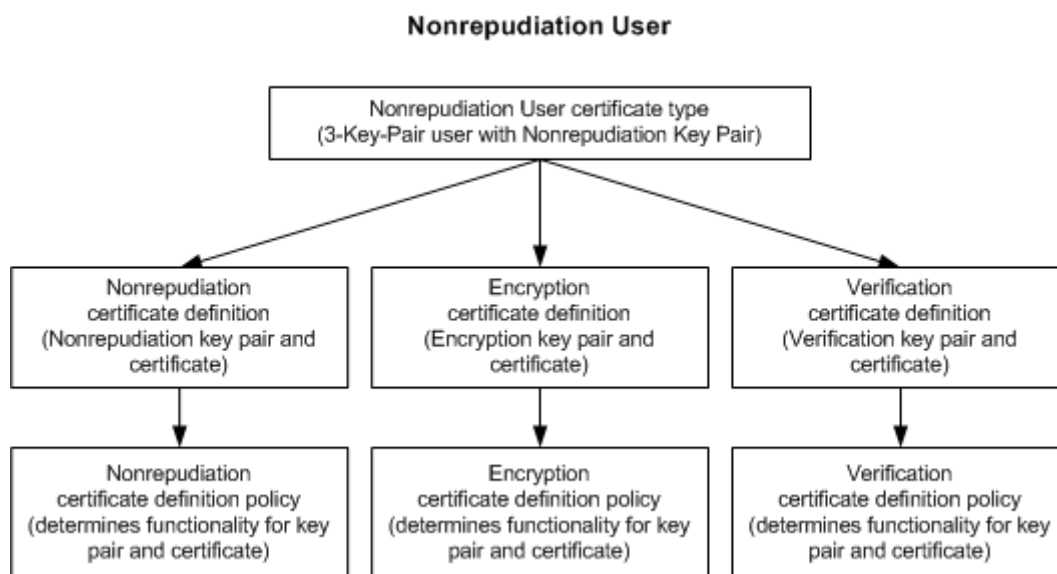 Nonrepudiation User
Nonrepudiation User certificate type
(3-Key-Pair user with Nonrepudiation Key Pair)
Nonrepudiation
certificate definition
(Nonrepudiation key pair and
certificate)
Encryption
certificate definition
(Encryption key pair and
certificate)
Verification
certificate definition
(Verification key pair and
certificate)
Nonrepudiation
certificate definition policy
(determines functionality for key
pair and certificate)
Encryption
certificate definition policy
(determines functionality for key
pair and certificate)
Verification
certificate definition policy
(determines functionality for key
pair and certificate)